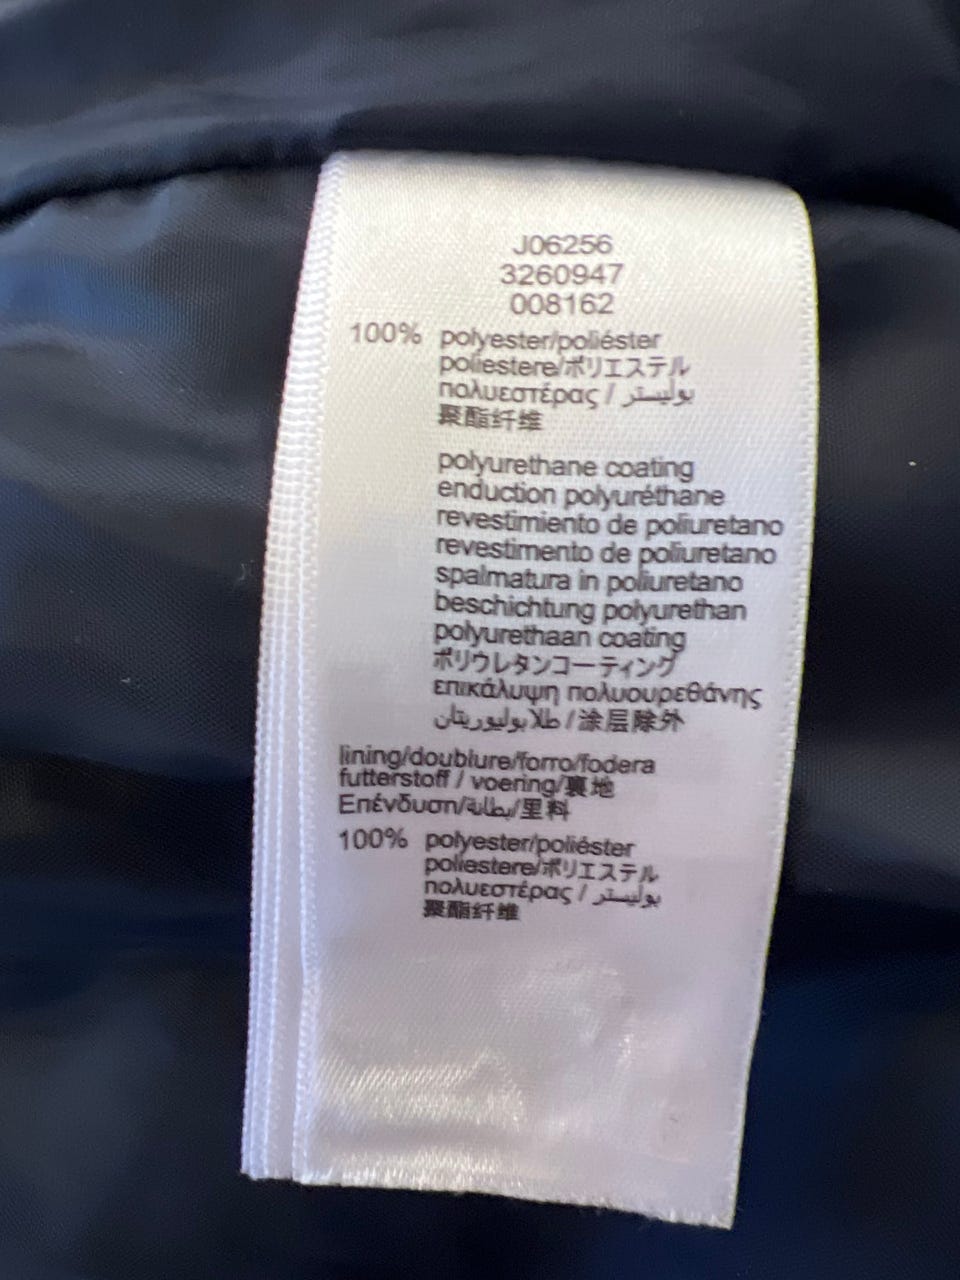 J06256
3260947
008162
100% polyester/poliéster
poliestere/ポリエステル
πολυεστέρας / بوليستر
聚酯纤维
polyurethane coating
enduction polyuréthane
revestimiento de poliuretano
revestimento de poliuretano
spalmatura in poliuretano
beschichtung polyurethan
polyurethaan coating
ポリウレタンコーティング
επικάλυψη πολυουρεθάνης
طلا بوليوريتان / 涂层除外
lining/doublure/forro/fodera
futterstoff / voering/裏地
Επένδυση/بطانة/里料
100% polyester/poliéster
poliestere/ポリエステル
πολυεστέρας / بوليستر
聚酯纤维